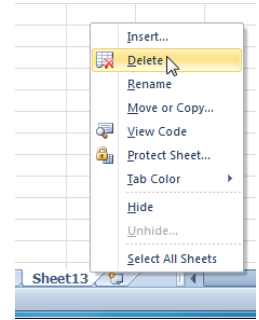 Insert...
Delete
Rename
Move or Copy...
View Code
Protect Sheet...
Tab Color
Hide
Unhide...
Select All Sheets
Sheet13